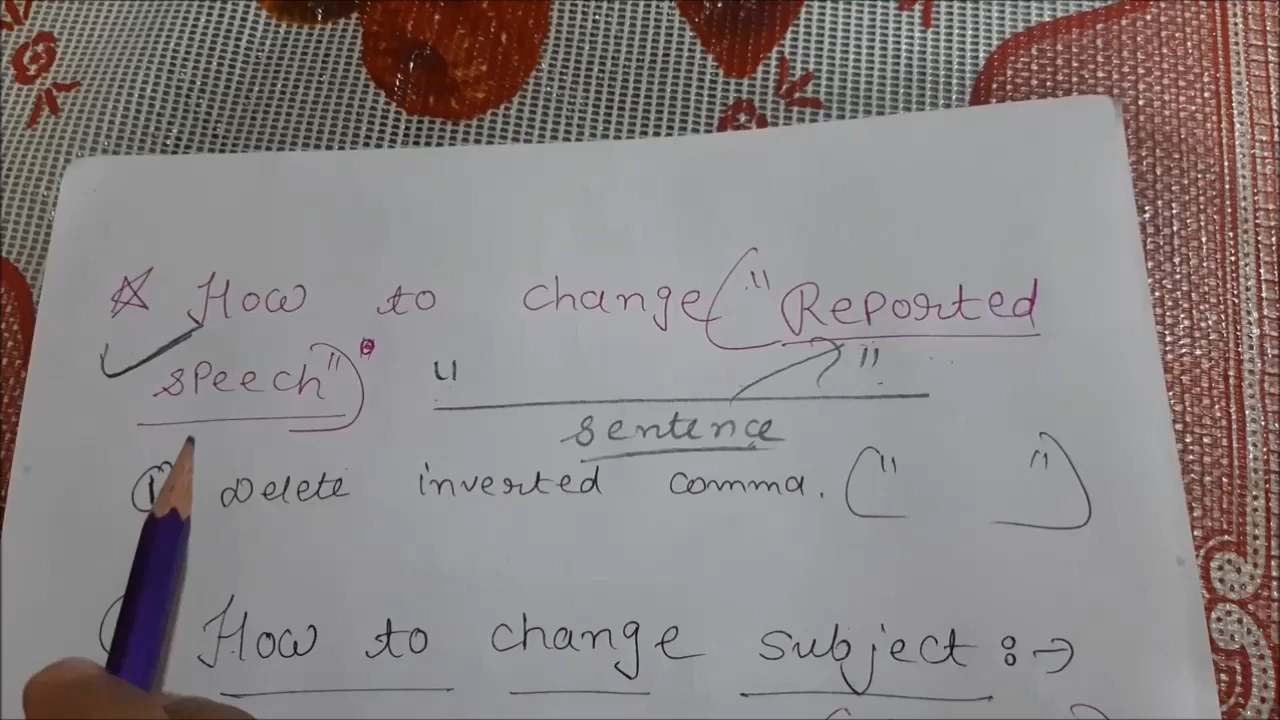 ☆ How to change ("Reported
speech") " "
sentence
① Delete inverted comma. (" ")
How to change subject :→